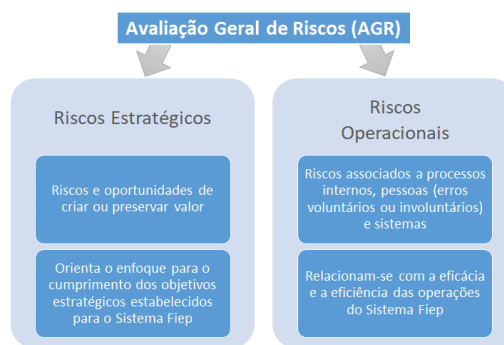 Avaliação Geral de Riscos (AGR)
Riscos Estratégicos
Riscos e oportunidades de
criar ou preservar valor
Orienta o enfoque para o
cumprimento dos objetivos
estratégicos estabelecidos
para o Sistema Fiep
Riscos
Operacionais
Riscos associados a processos
internos, pessoas (erros
voluntários ou involuntários)
e sistemas
Relacionam-se com a eficácia
e a eficiência das operações
do Sistema Fiep